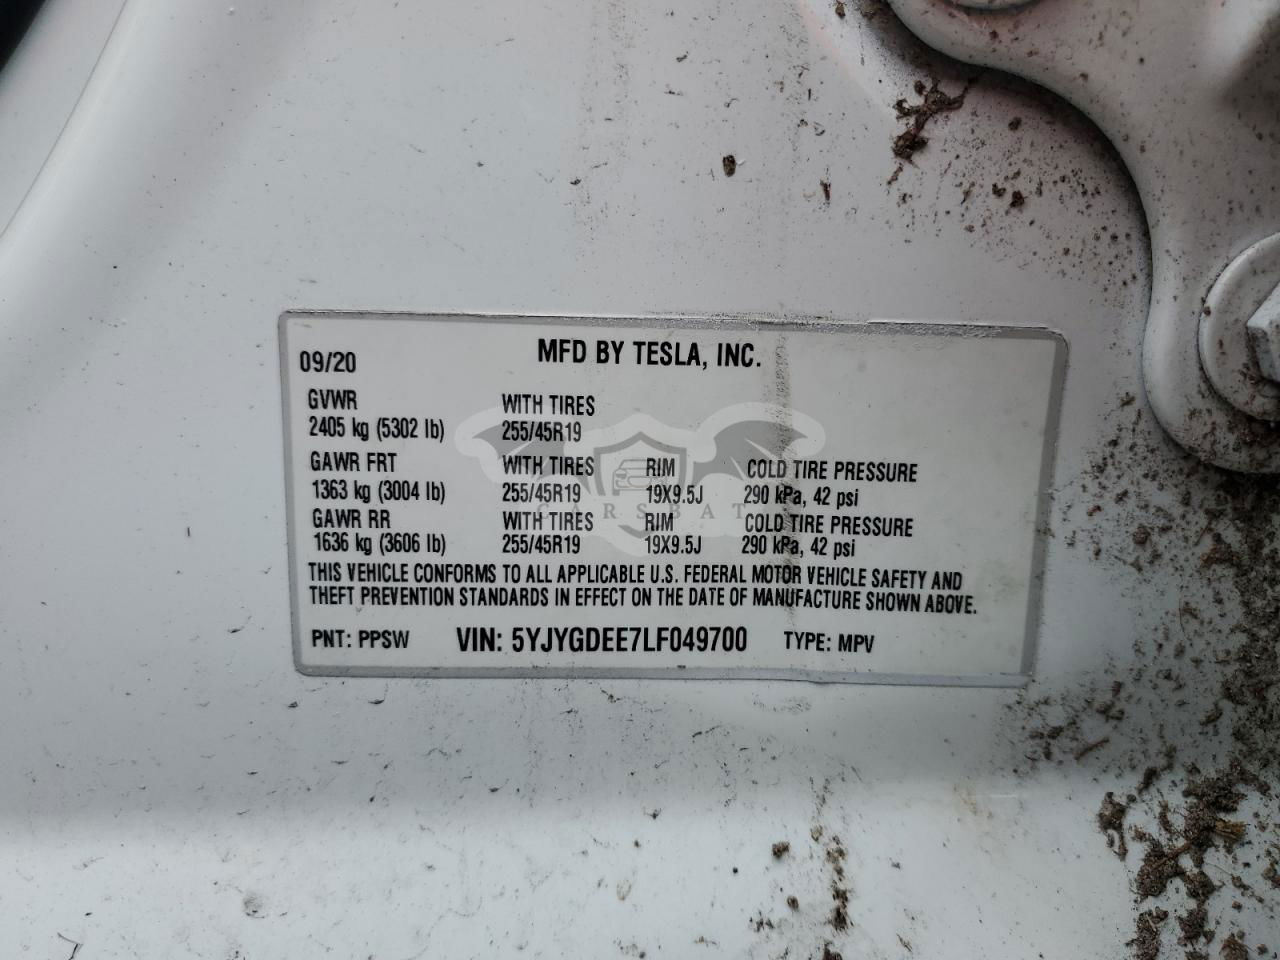 MFD BY TESLA, INC.
09/20
GVWR WITH TIRES
2405 kg (5302 lb) 255/45R19
GAWR FRT WITH TIRES RIM COLD TIRE PRESSURE
1363 kg (3004 lb) 255/45R19 19X9.5J 290 kPa, 42 psi
GAWR RR WITH TIRES RIM COLD TIRE PRESSURE
1636 kg (3606 lb) 255/45R19 19X9.5J 290 kPa, 42 psi
THIS VEHICLE CONFORMS TO ALL APPLICABLE U.S. FEDERAL MOTOR VEHICLE SAFETY AND
THEFT PREVENTION STANDARDS IN EFFECT ON THE DATE OF MANUFACTURE SHOWN ABOVE.
PNT: PPSW VIN: 5YJYGDEE7LF049700 TYPE: MPV
CARSBAT